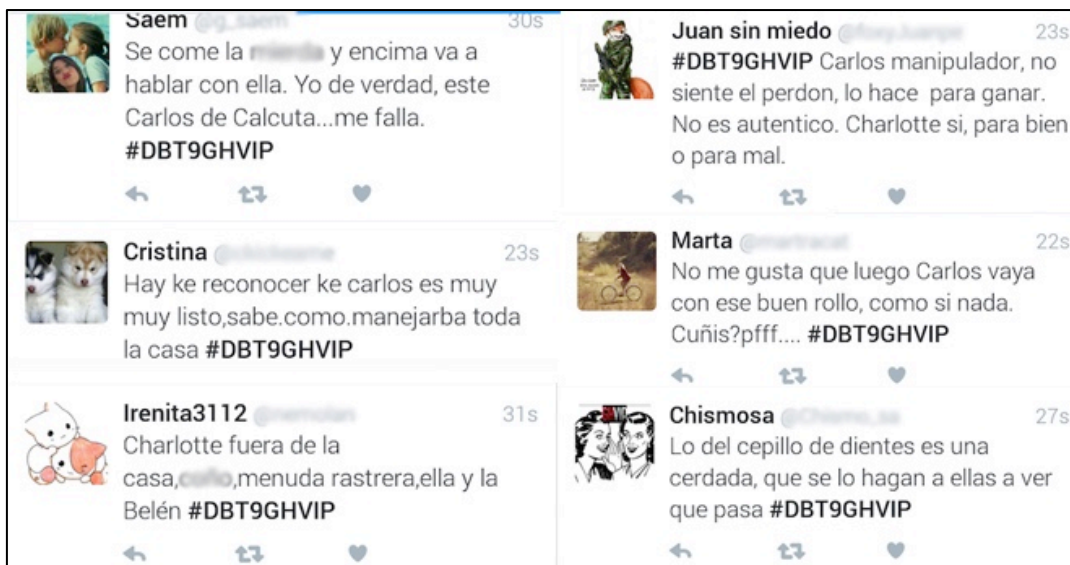 Saem @g_saem 30s
Se come la y encima va a
hablar con ella. Yo de verdad, este
Carlos de Calcuta...me falla.
#DBT9GHVIP
Cristina 23s
Hay ke reconocer ke carlos es muy
muy listo,sabe.como.manejarba toda
la casa #DBT9GHVIP
Irenita3112 31s
Charlotte fuera de la
casa, ,menuda rastrera,ella y la
Belén #DBT9GHVIP
Juan sin miedo 23s
#DBT9GHVIP Carlos manipulador, no
siente el perdon, lo hace para ganar.
No es autentico. Charlotte si, para bien
o para mal.
Marta 22s
No me gusta que luego Carlos vaya
con ese buen rollo, como si nada.
Cuñis?pfff.... #DBT9GHVIP
Chismosa 27s
Lo del cepillo de dientes es una
cerdada, que se lo hagan a ellas a ver
que pasa #DBT9GHVIP